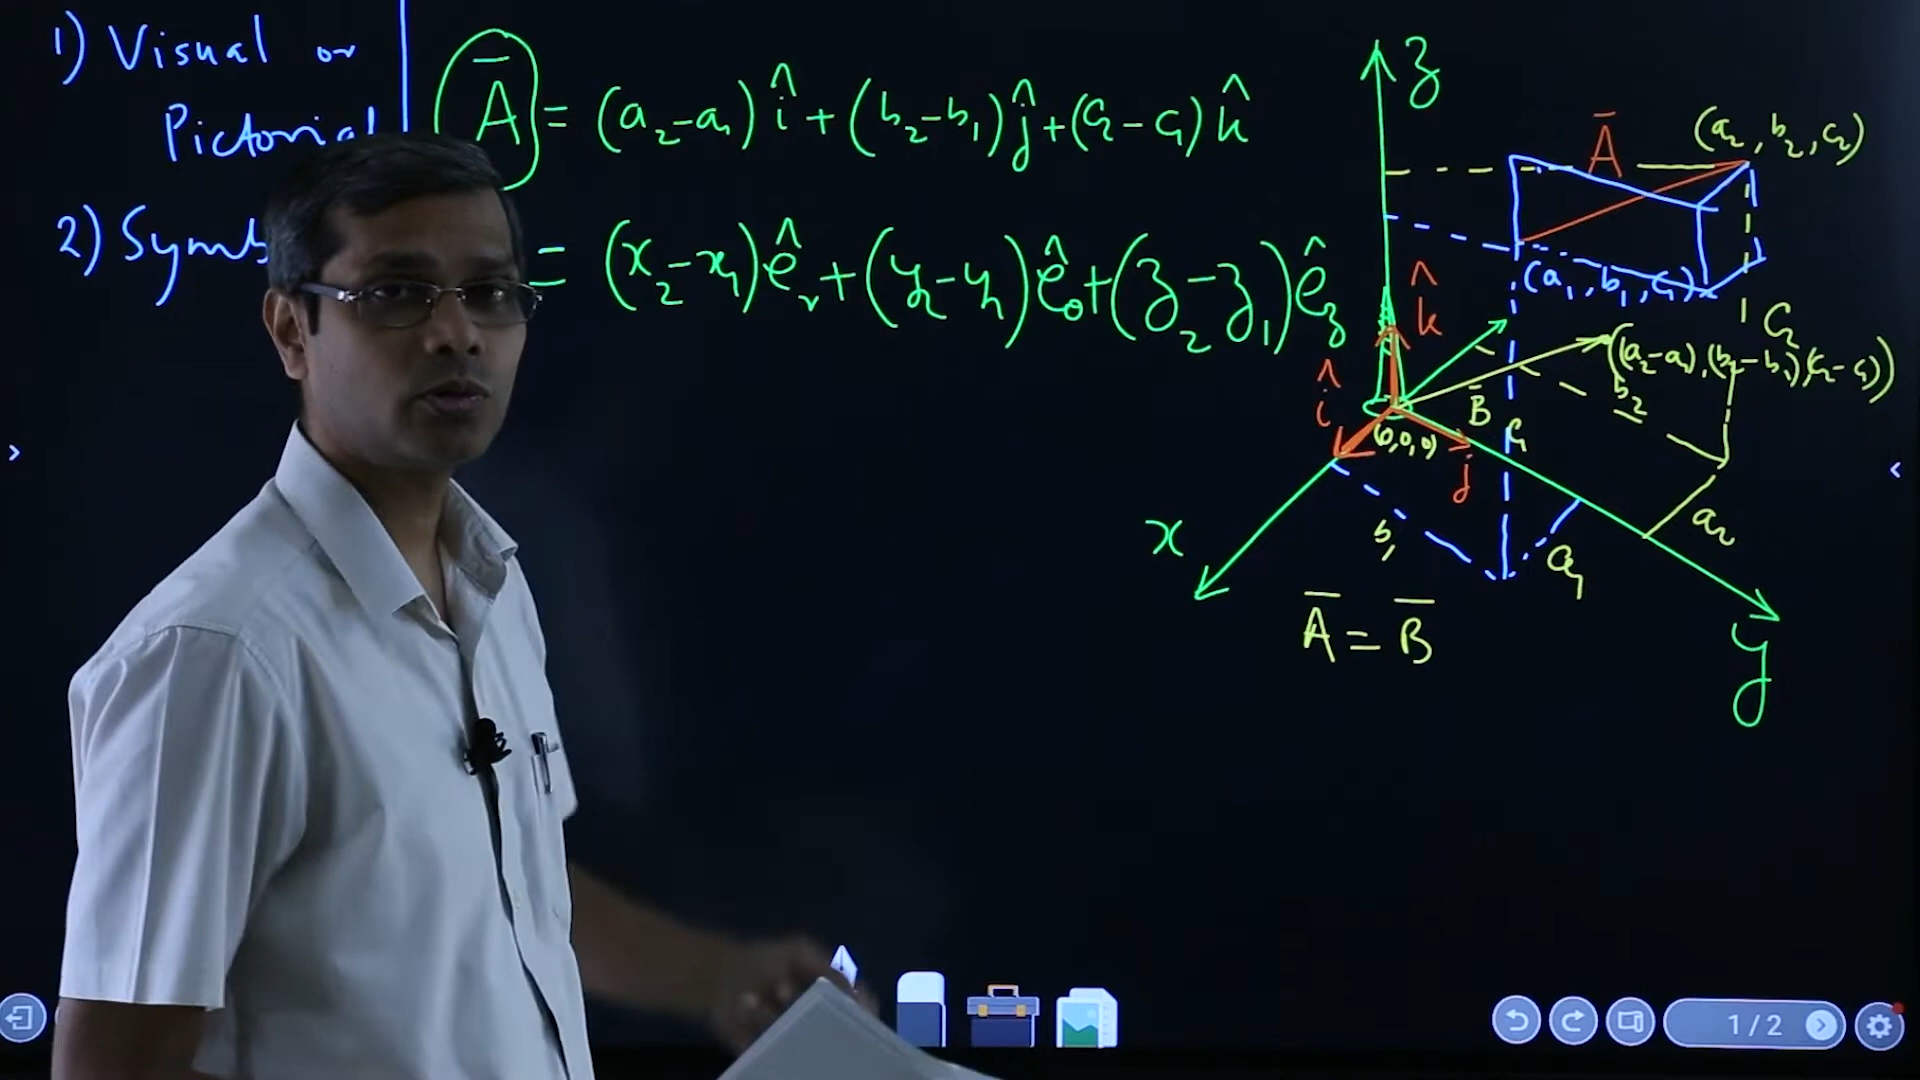 1) Visual or
Pictorial
2) Symb
A̅ = (a₂-a₁) î + (b₂-b₁) ĵ + (c₂-c₁) k̂
= (x₂-x₁) ê_r + (y₂-y₁) ê_θ + (z₂-z₁) ê_z
z
A̅
(a₂, b₂, c₂)
(a₁, b₁, c₁)
k̂
c₂
((a₂-a₁), (b₂-b₁), (c₂-c₁))
î
b₂
B̅
(0,0,0)
c₁
ĵ
x
b₁
a₂
a₁
A̅ = B̅
y
1/2